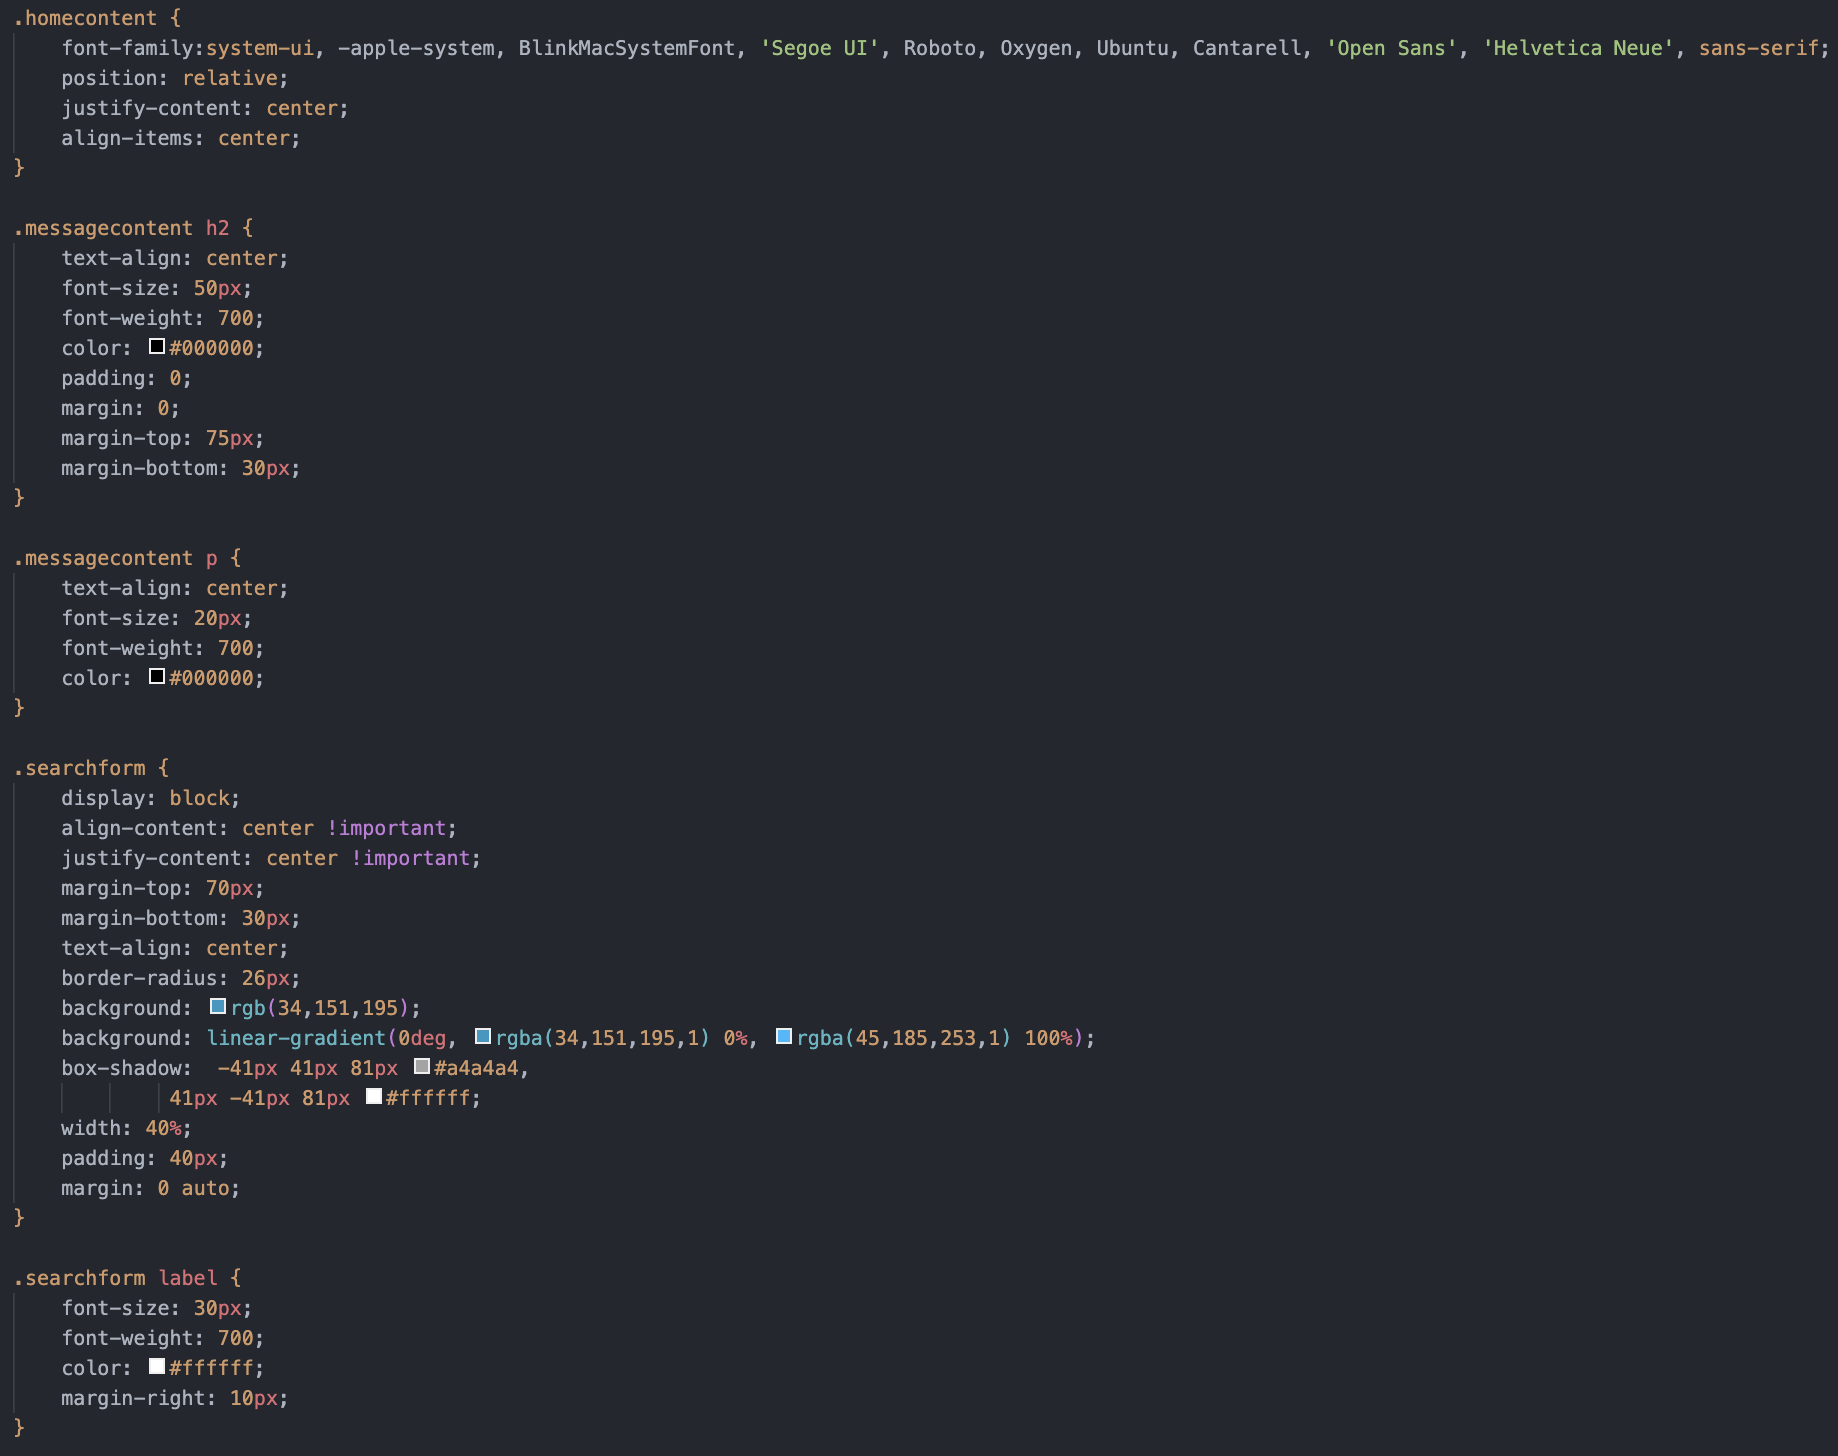 .homecontent {
    font-family:system-ui, -apple-system, BlinkMacSystemFont, 'Segoe UI', Roboto, Oxygen, Ubuntu, Cantarell, 'Open Sans', 'Helvetica Neue', sans-serif;
    position: relative;
    justify-content: center;
    align-items: center;
}

.messagecontent h2 {
    text-align: center;
    font-size: 50px;
    font-weight: 700;
    color: #000000;
    padding: 0;
    margin: 0;
    margin-top: 75px;
    margin-bottom: 30px;
}

.messagecontent p {
    text-align: center;
    font-size: 20px;
    font-weight: 700;
    color: #000000;
}

.searchform {
    display: block;
    align-content: center !important;
    justify-content: center !important;
    margin-top: 70px;
    margin-bottom: 30px;
    text-align: center;
    border-radius: 26px;
    background: rgb(34,151,195);
    background: linear-gradient(0deg, rgba(34,151,195,1) 0%, rgba(45,185,253,1) 100%);
    box-shadow:  -41px 41px 81px #a4a4a4,
             41px -41px 81px #ffffff;
    width: 40%;
    padding: 40px;
    margin: 0 auto;
}

.searchform label {
    font-size: 30px;
    font-weight: 700;
    color: #ffffff;
    margin-right: 10px;
}